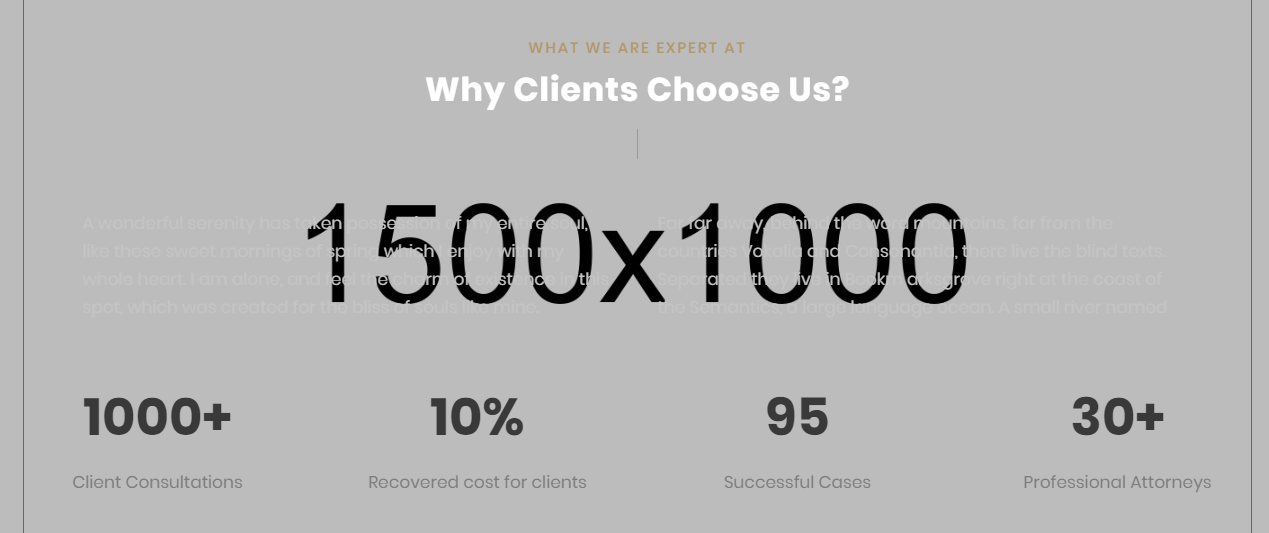 WHAT WE ARE EXPERT AT
Why Clients Choose Us?
1500x1000
A wonderful serenity has taken possession of my entire soul,
like these sweet mornings of spring which I enjoy with my
whole heart. I am alone, and feel the charm of existence in this
spot, which was created for the bliss of souls like mine.
Far far away, behind the word mountains, far from the
countries Vokalia and Consonantia, there live the blind texts.
Separated they live in Bookmarksgrove right at the coast of
the Semantics, a large language ocean. A small river named
1000+
Client Consultations
10%
Recovered cost for clients
95
Successful Cases
30+
Professional Attorneys